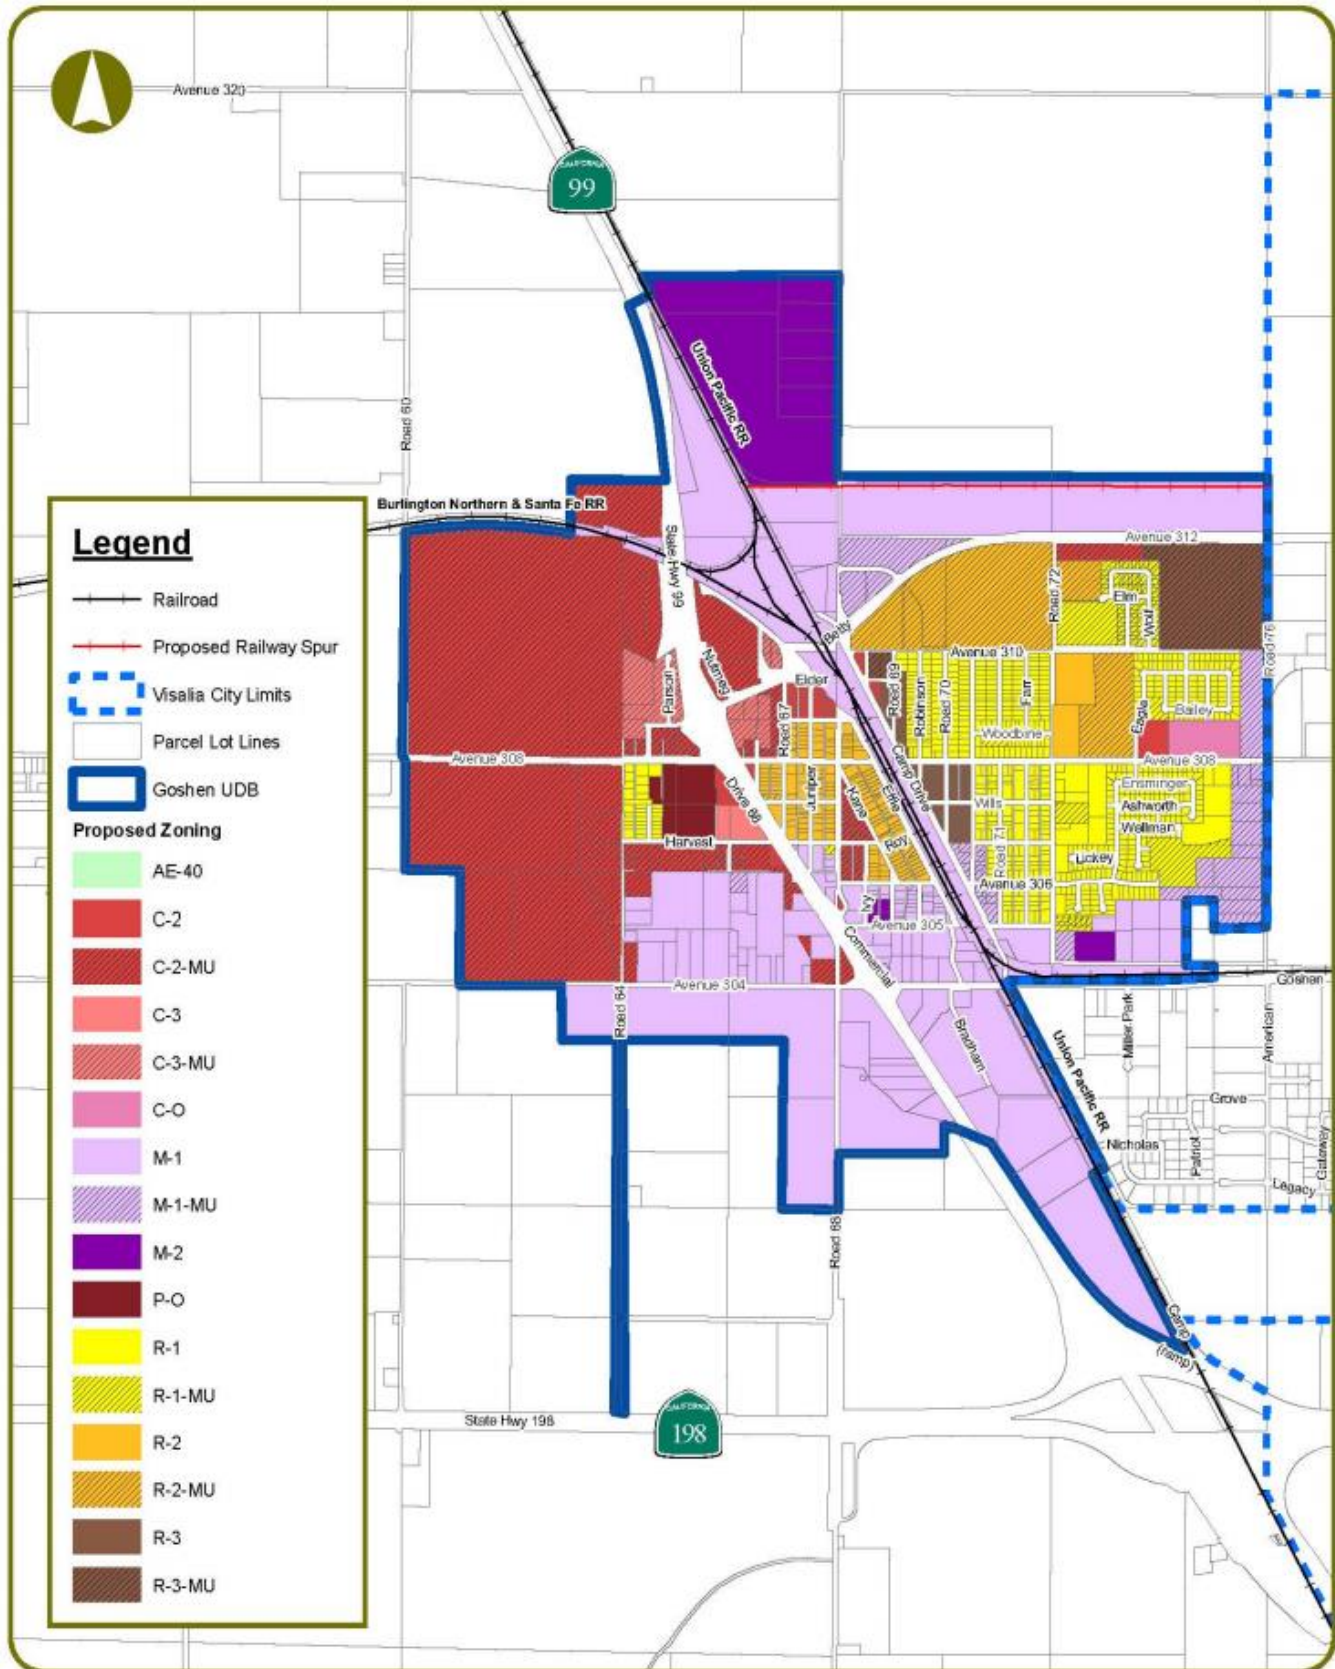 Avenue 320
CALIFORNIA
99
Union Pacific RR
Road 60
Burlington Northern & Santa Fe RR
State Hwy 99
Avenue 312
Road 72
Elm
Wolf
Road 76
Betty
Avenue 310
Nutmeg
Parson
Elder
Road 67
Road 69
Robinson
Road 70
Farr
Eagle
Bailey
Woodbine
Avenue 308
Avenue 308
Drive 68
Juniper
Kame
Effie
Camp Drive
Ensminger
Ashworth
Wellman
Wills
Harvest
Roy
Road 71
Lickey
Avenue 306
Ivy
Avenue 305
Commercial
Avenue 304
Goshen
Road 64
Bradham
Miller Park
American
Union Pacific RR
Grove
Nicholas
Patriot
Gateway
Legacy
Road 68
Camp
(ramp)
State Hwy 198
CALIFORNIA
198
Legend
Railroad
Proposed Railway Spur
Visalia City Limits
Parcel Lot Lines
Goshen UDB
Proposed Zoning
AE-40
C-2
C-2-MU
C-3
C-3-MU
C-O
M-1
M-1-MU
M-2
P-O
R-1
R-1-MU
R-2
R-2-MU
R-3
R-3-MU